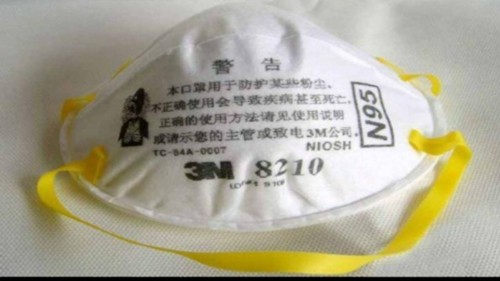 警告
本口罩用于防护某些粉尘.
不正确使用会导致疾病甚至死亡.
正确的使用方法请见使用说明
或请示您的主管或致电3M公司.
TC-84A-0007
NIOSH
N95
3M 8210